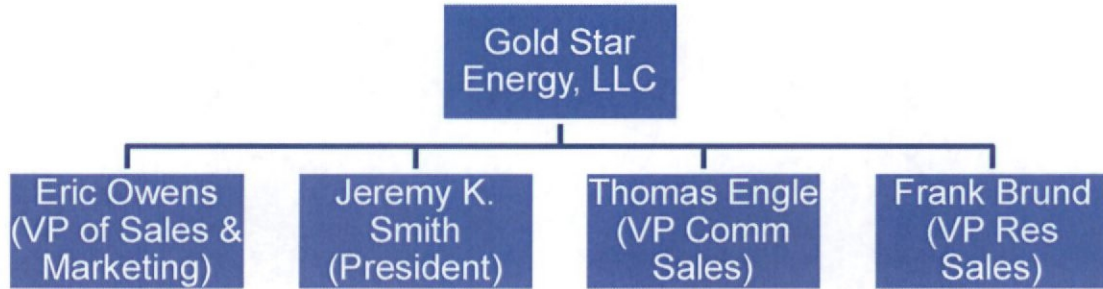 Gold Star
Energy, LLC
Eric Owens
(VP of Sales &
Marketing)
Jeremy K.
Smith
(President)
Thomas Engle
(VP Comm
Sales)
Frank Brund
(VP Res
Sales)